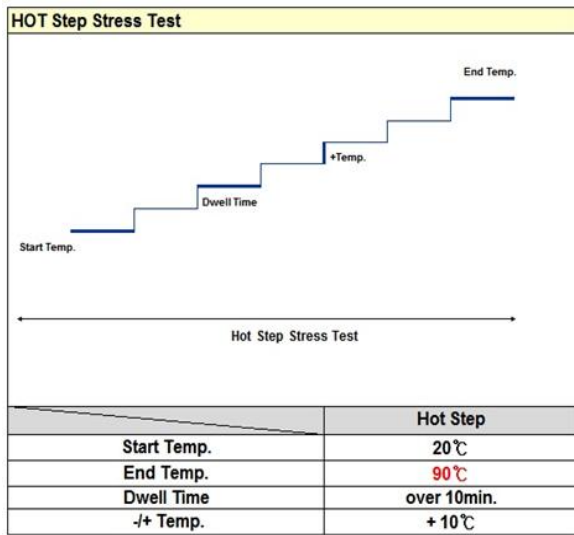 HOT Step Stress Test
End Temp.
+Temp.
Dwell Time
Start Temp.
Hot Step Stress Test
Hot Step
Start Temp. 20℃
End Temp. 90℃
Dwell Time over 10min.
-/+ Temp. +10℃